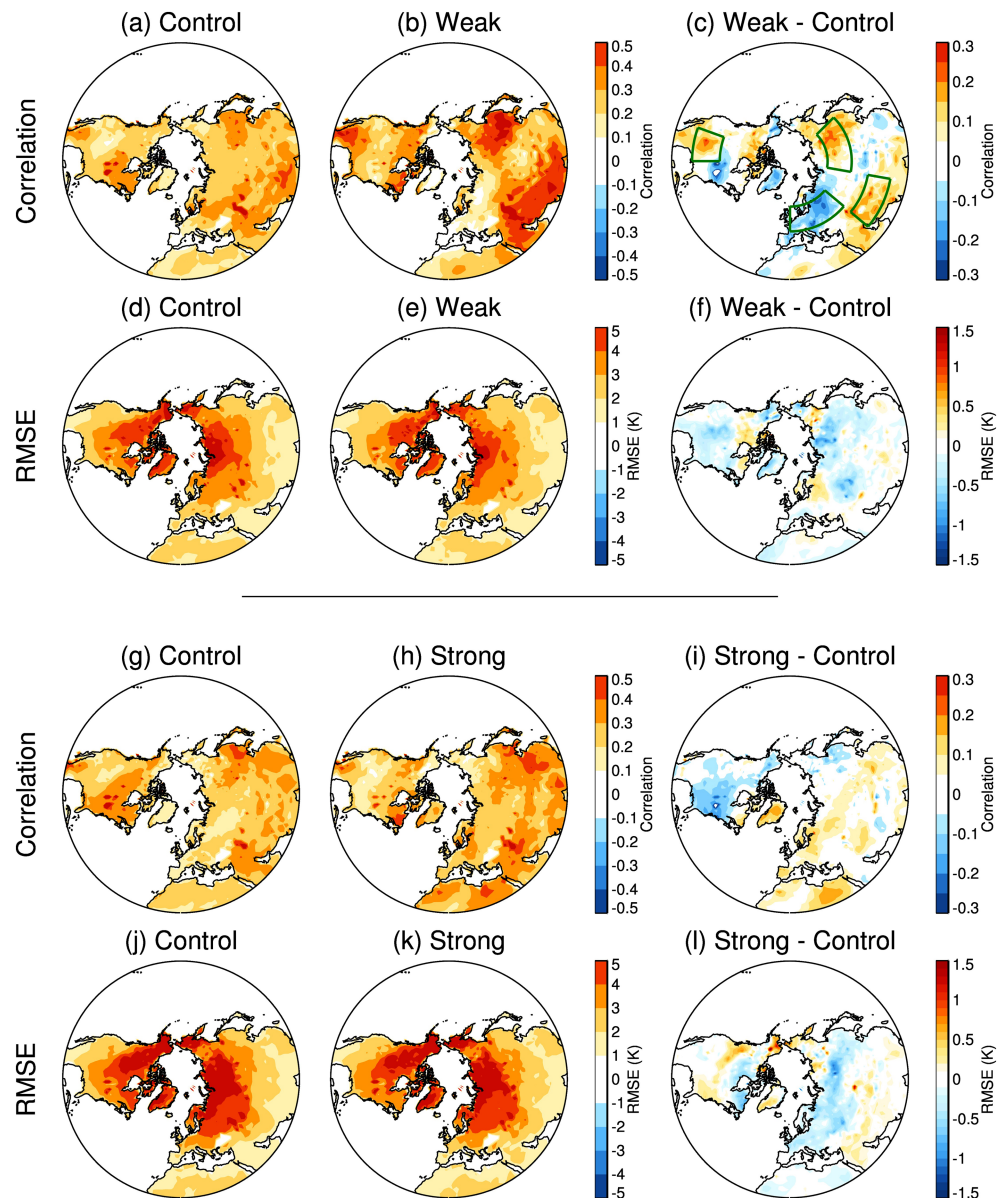 (a) Control (b) Weak (c) Weak - Control
Correlation
0.5 0.4 0.3 0.2 0.1 0 -0.1 -0.2 -0.3 -0.4 -0.5
Correlation
0.3 0.2 0.1 0 -0.1 -0.2 -0.3
Correlation
(d) Control (e) Weak (f) Weak - Control
RMSE
5 4 3 2 1 0 -1 -2 -3 -4 -5
RMSE (K)
1.5 1 0.5 0 -0.5 -1 -1.5
RMSE (K)
(g) Control (h) Strong (i) Strong - Control
Correlation
0.5 0.4 0.3 0.2 0.1 0 -0.1 -0.2 -0.3 -0.4 -0.5
Correlation
0.3 0.2 0.1 0 -0.1 -0.2 -0.3
Correlation
(j) Control (k) Strong (l) Strong - Control
RMSE
5 4 3 2 1 0 -1 -2 -3 -4 -5
RMSE (K)
1.5 1 0.5 0 -0.5 -1 -1.5
RMSE (K)